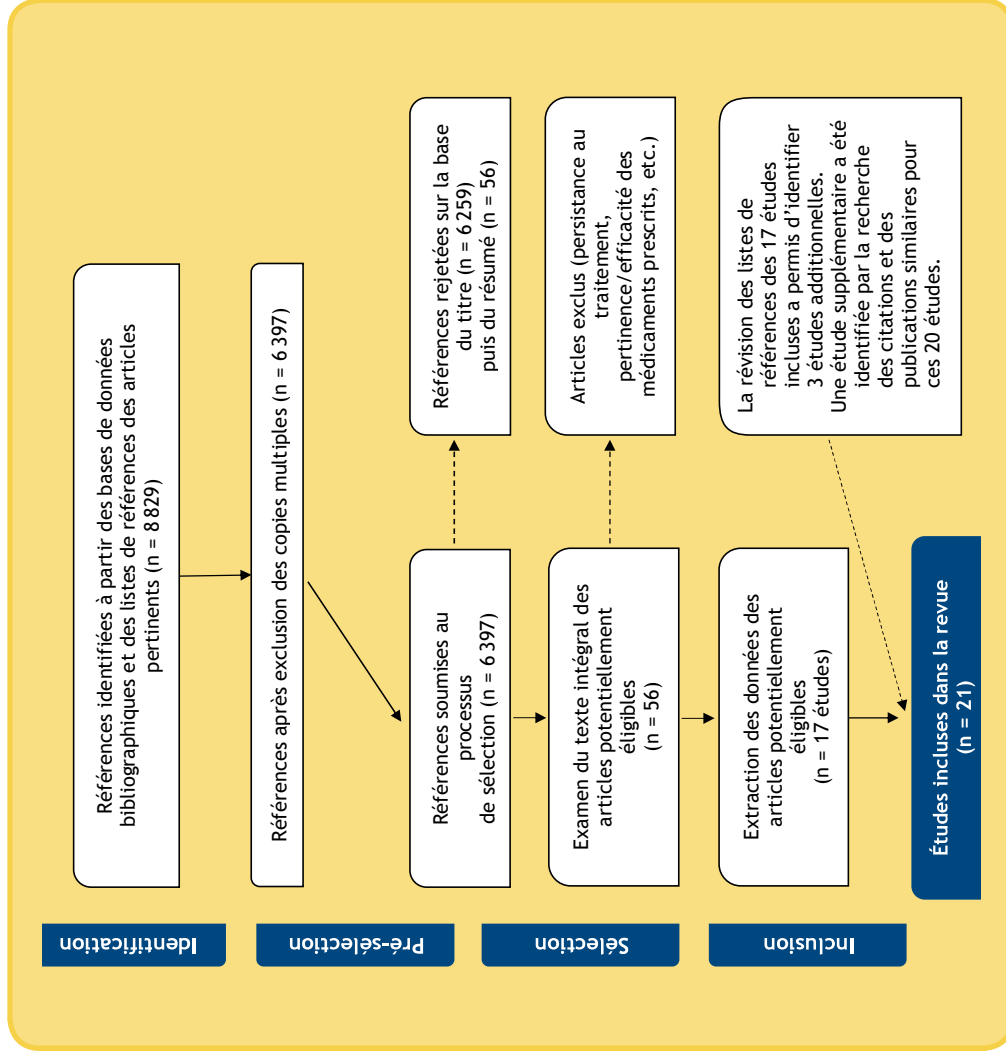 Identification
Références identifiées à partir des bases de données
bibliographiques et des listes de références des articles
pertinents (n = 8 829)
Pré-sélection
Références après exclusion des copies multiples (n = 6 397)
Références soumises au
processus
de sélection (n = 6 397)
Références rejetées sur la base
du titre (n = 6 259)
puis du résumé (n = 56)
Sélection
Examen du texte intégral des
articles potentiellement
éligibles
(n = 56)
Articles exclus (persistance au
traitement,
pertinence/efficacité des
médicaments prescrits, etc.)
Inclusion
Extraction des données des
articles potentiellement
éligibles
(n = 17 études)
La révision des listes de
références des 17 études
incluses a permis d'identifier
3 études additionnelles.
Une étude supplémentaire a été
identifiée par la recherche
des citations et des
publications similaires pour
ces 20 études.
Études incluses dans la revue
(n = 21)